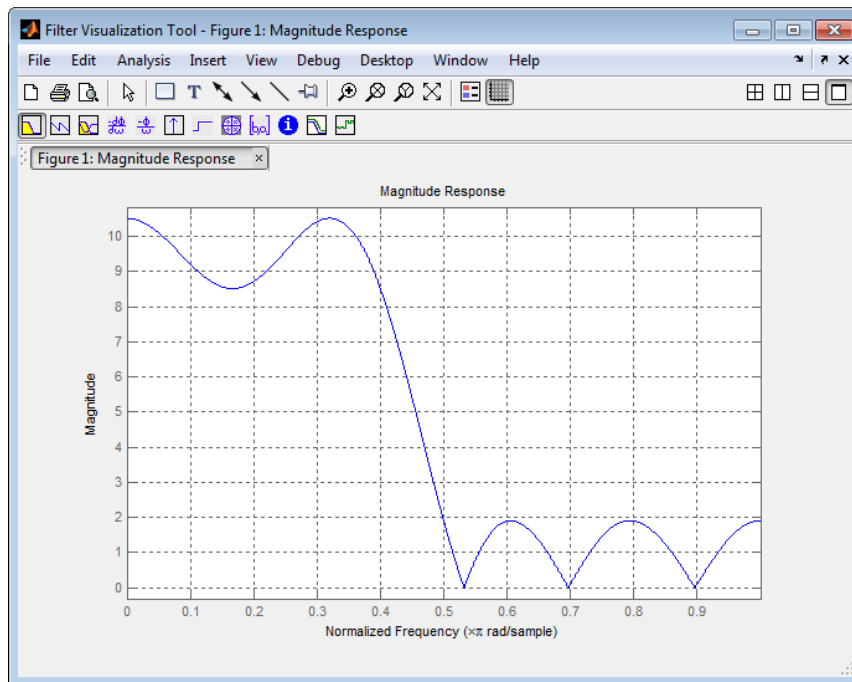 Filter Visualization Tool - Figure 1: Magnitude Response
File Edit Analysis Insert View Debug Desktop Window Help
Figure 1: Magnitude Response ×
Magnitude Response
Magnitude
10
9
8
7
6
5
4
3
2
1
0
0 0.1 0.2 0.3 0.4 0.5 0.6 0.7 0.8 0.9
Normalized Frequency (×π rad/sample)